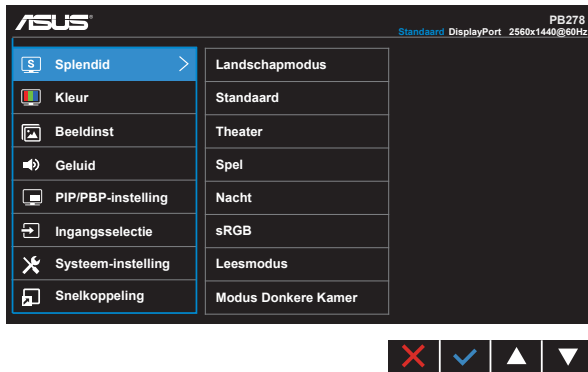 ASUS
PB278
Standaard DisplayPort 2560x1440@60Hz
S Splendid
Kleur
Beeldinst
Geluid
PIP/PBP-instelling
Ingangsselectie
Systeem-instelling
Snelkoppeling
Landschapmodus
Standaard
Theater
Spel
Nacht
sRGB
Leesmodus
Modus Donkere Kamer